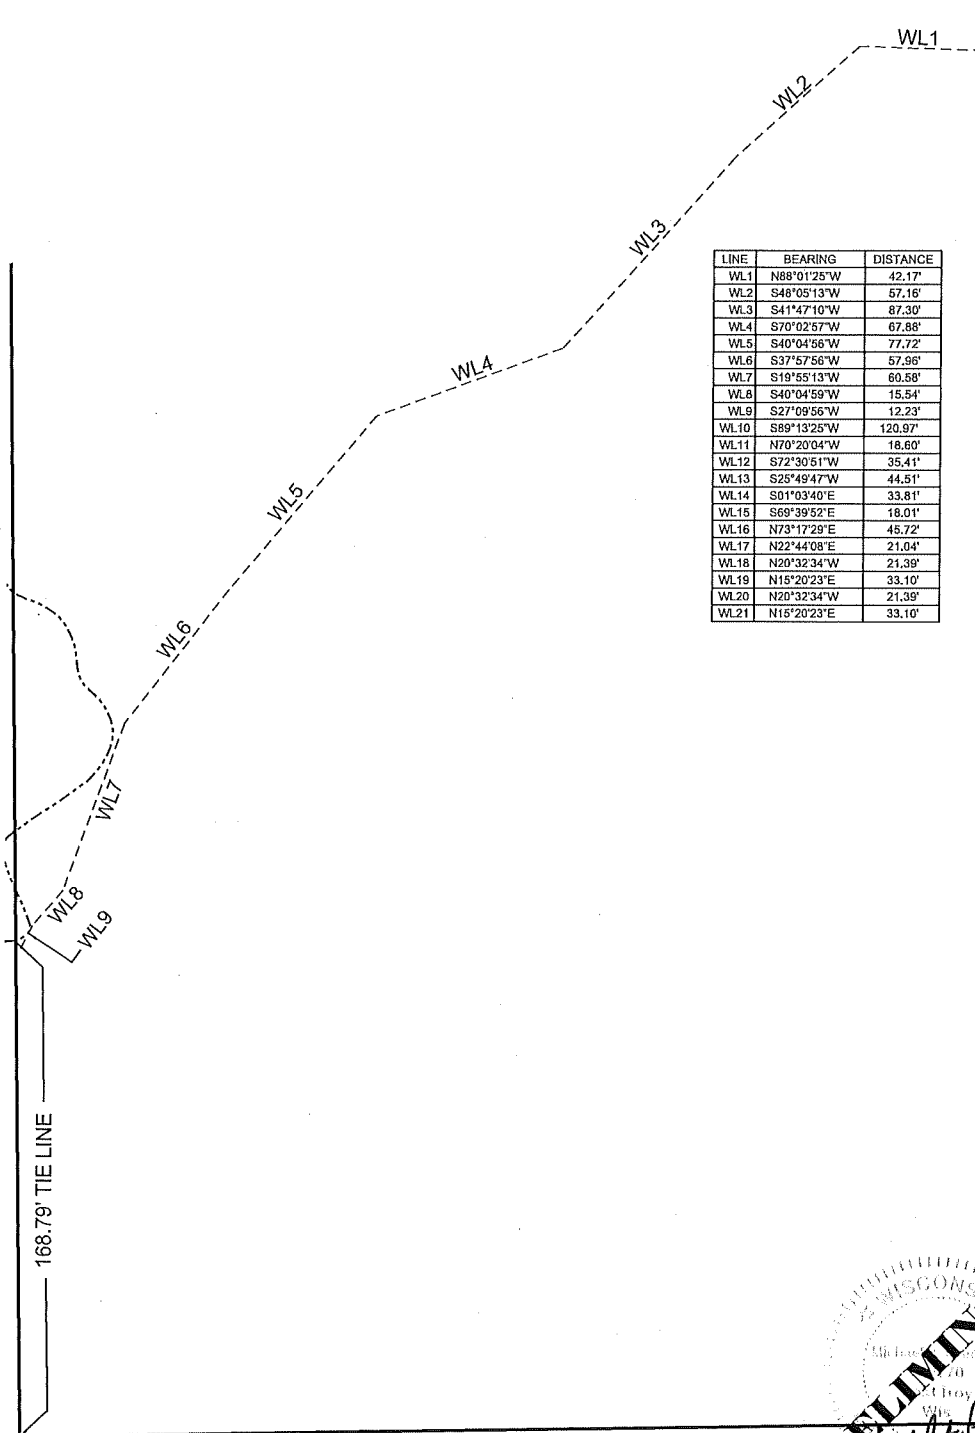 WL1
WL2
WL3
WL4
WL5
WL6
WL7
WL8
WL9
LINE BEARING DISTANCE
WL1 N88°01'25"W 42.17'
WL2 S48°05'13"W 57.16'
WL3 S41°47'10"W 87.30'
WL4 S70°02'57"W 67.88'
WL5 S40°04'56"W 77.72'
WL6 S37°57'56"W 57.96'
WL7 S19°55'13"W 60.58'
WL8 S40°04'59"W 15.54'
WL9 S27°09'56"W 12.23'
WL10 S89°13'25"W 120.97'
WL11 N70°20'04"W 18.60'
WL12 S72°30'51"W 35.41'
WL13 S25°49'47"W 44.51'
WL14 S01°03'40"E 33.81'
WL15 S69°39'52"E 18.01'
WL16 N73°17'29"E 45.72'
WL17 N22°44'08"E 21.04'
WL18 N20°32'34"W 21.39'
WL19 N15°20'23"E 33.10'
WL20 N20°32'34"W 21.39'
WL21 N15°20'23"E 33.10'
168.79' TIE LINE
WISCONS
ELIMIN
Troy
Wis